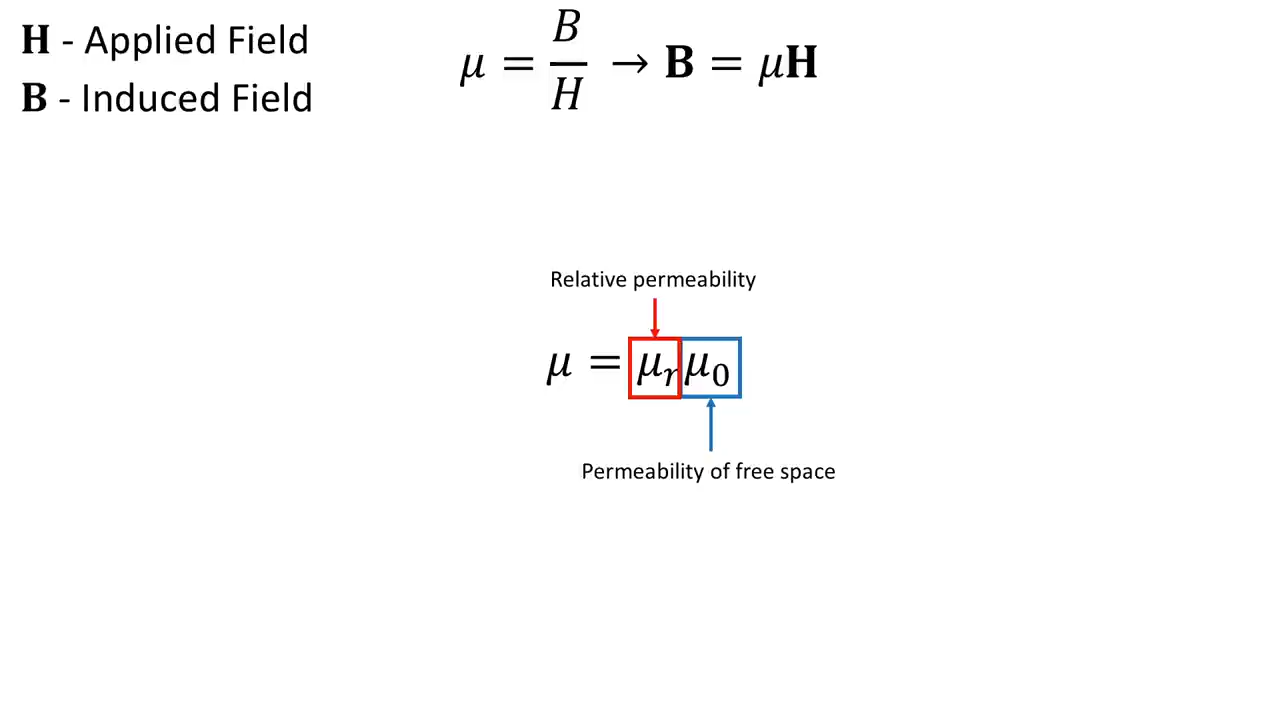 H - Applied Field
B - Induced Field
μ = B/H → B = μH
Relative permeability
μ = μᵣμ₀
Permeability of free space